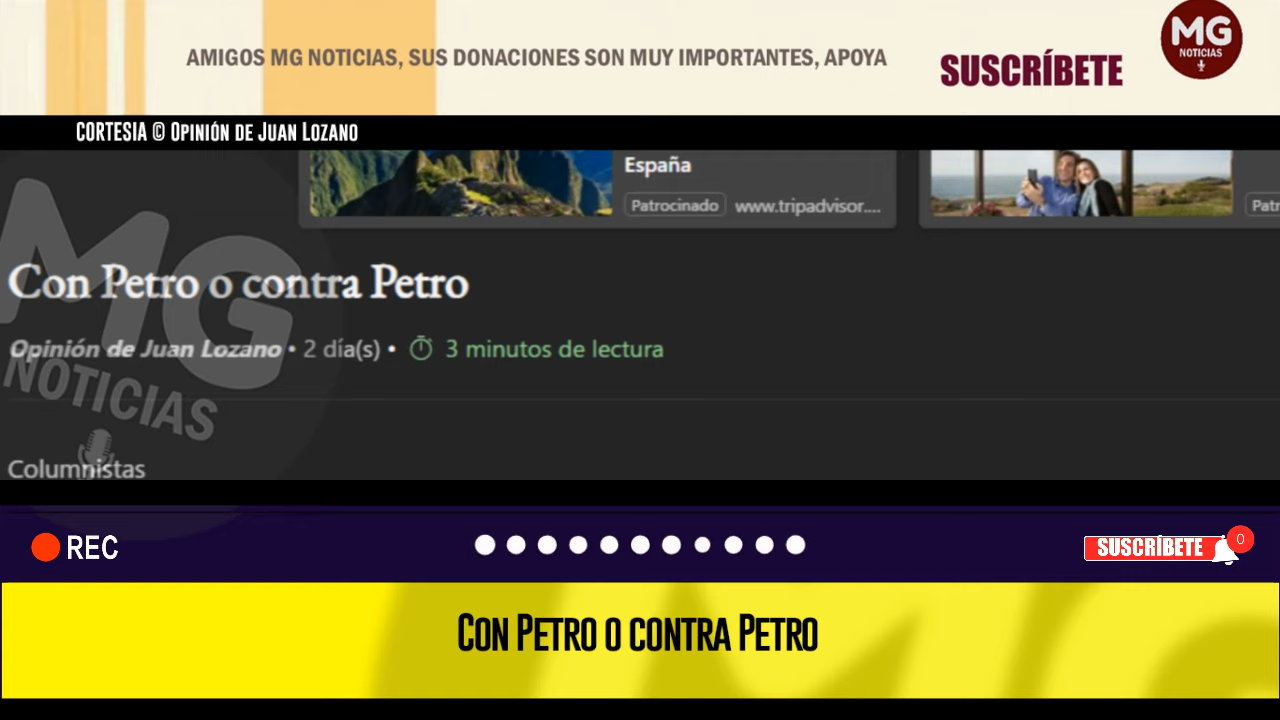 AMIGOS MG NOTICIAS, SUS DONACIONES SON MUY IMPORTANTES, APOYA
SUSCRÍBETE
MG
NOTICIAS
CORTESIA © OPINIÓN DE JUAN LOZANO
España
Patrocinado www.tripadvisor....
Patr
Con Petro o contra Petro
Opinión de Juan Lozano • 2 día(s) • 3 minutos de lectura
MG
NOTICIAS
Columnistas
REC
SUSCRÍBETE
0
CON PETRO O CONTRA PETRO